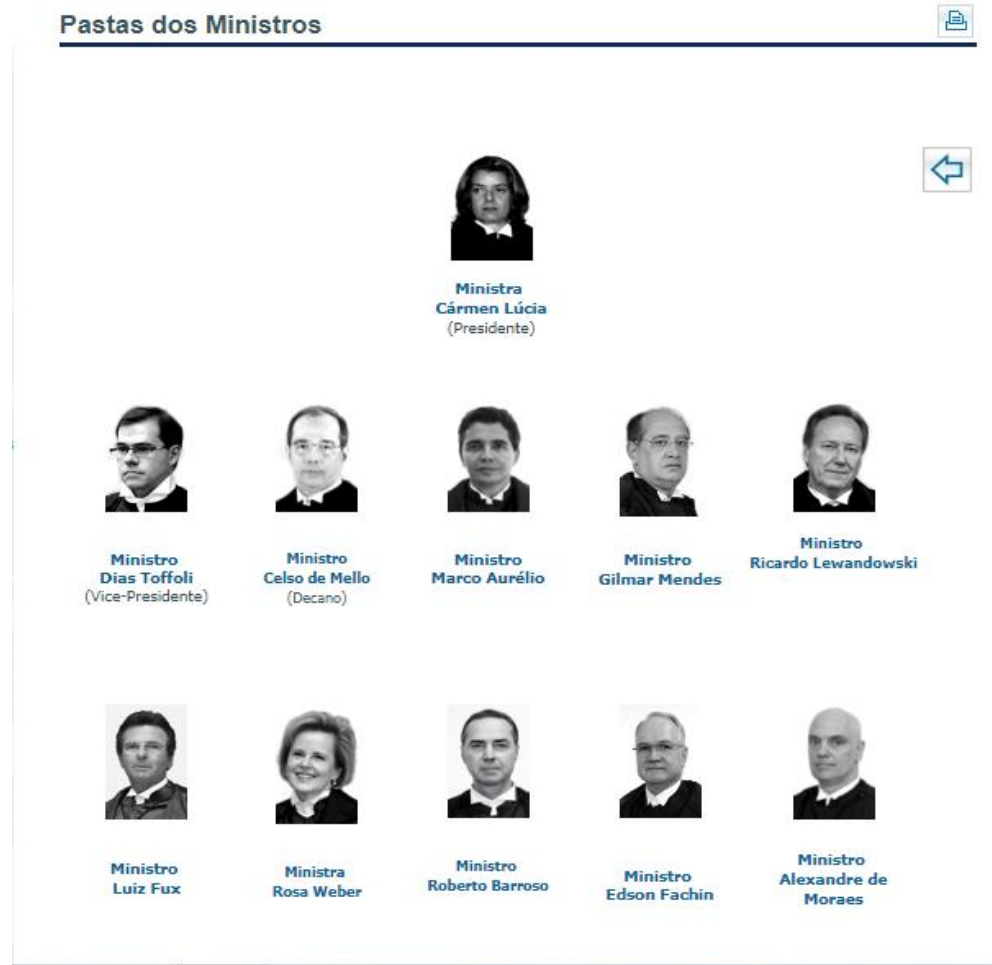 Pastas dos Ministros
Ministra
Cármen Lúcia
(Presidente)
Ministro
Dias Toffoli
(Vice-Presidente)
Ministro
Celso de Mello
(Decano)
Ministro
Marco Aurélio
Ministro
Gilmar Mendes
Ministro
Ricardo Lewandowski
Ministro
Luiz Fux
Ministra
Rosa Weber
Ministro
Roberto Barroso
Ministro
Edson Fachin
Ministro
Alexandre de
Moraes